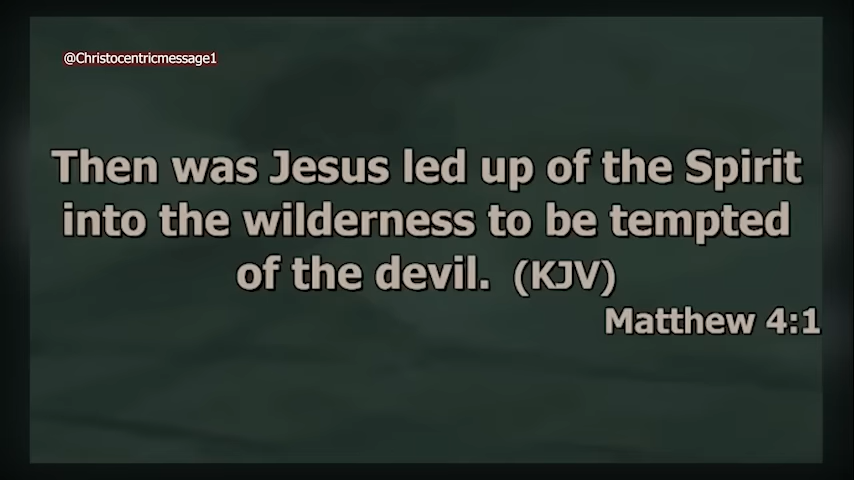 @Christocentricmessage1
Then was Jesus led up of the Spirit
into the wilderness to be tempted
of the devil. (KJV)
Matthew 4:1